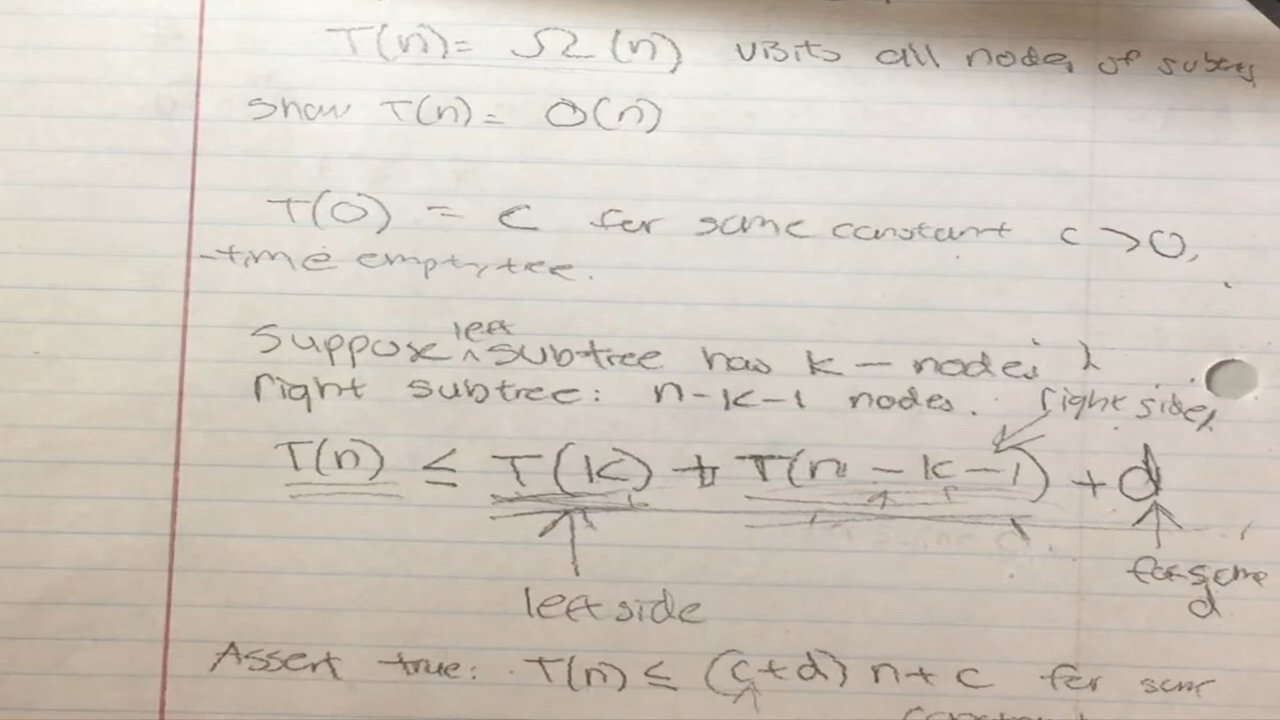 T(n) = Ω(n) visits all nodes of subtree
Show T(n) = O(n)
T(0) = c for some constant c > 0,
-time empty tree.
left
Suppose ^ subtree has k - nodes &
right subtree: n-k-1 nodes. right side
T(n) ≤ T(k) + T(n - k - 1) + d
for some
d
left side
Assert true: T(n) ≤ (c+d) n + c for some